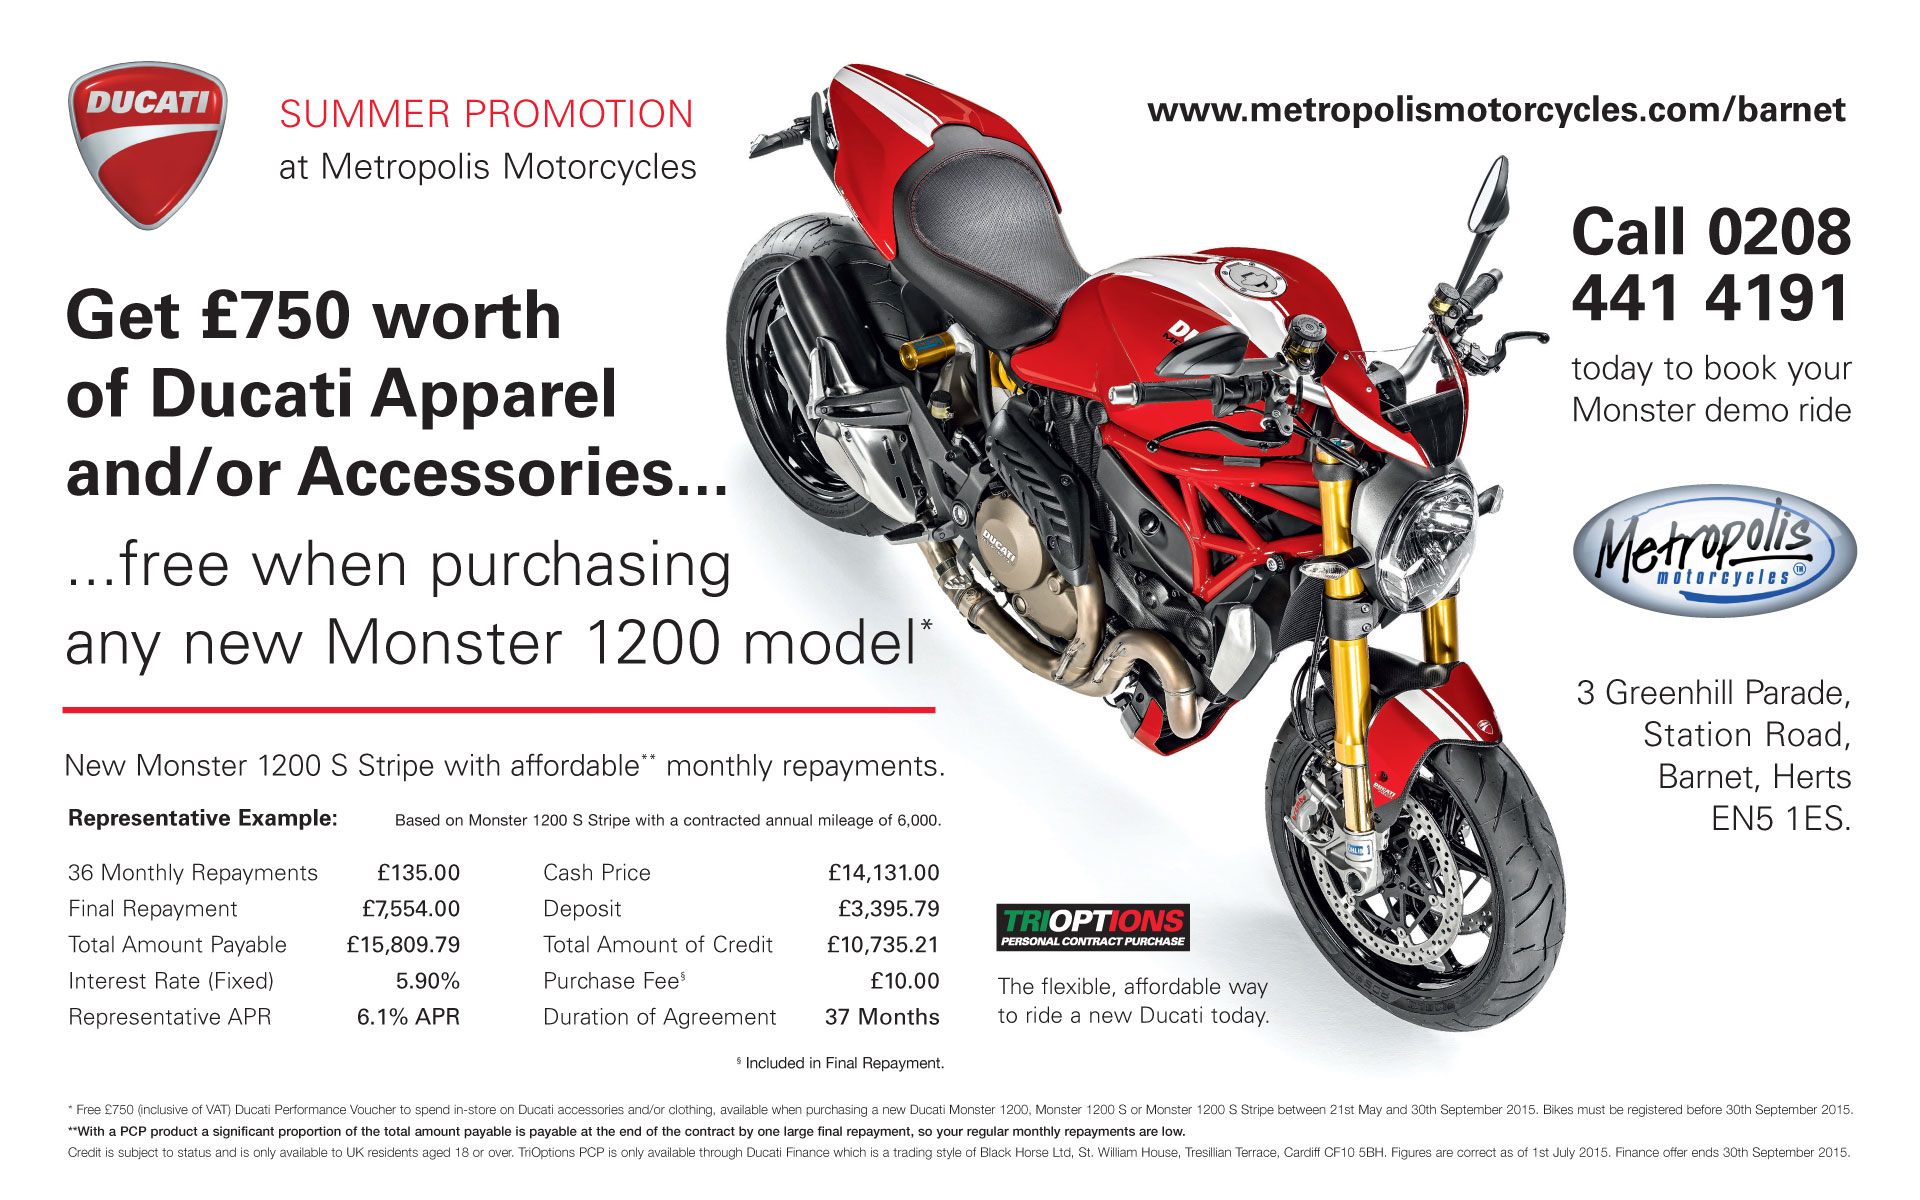 DUCATI
SUMMER PROMOTION
at Metropolis Motorcycles
www.metropolismotorcycles.com/barnet
Call 0208
441 4191
today to book your
Monster demo ride
Get £750 worth
of Ducati Apparel
and/or Accessories...
...free when purchasing
any new Monster 1200 model*
Metropolis
motorcycles™
3 Greenhill Parade,
Station Road,
Barnet, Herts
EN5 1ES.
New Monster 1200 S Stripe with affordable** monthly repayments.
Representative Example: Based on Monster 1200 S Stripe with a contracted annual mileage of 6,000.
36 Monthly Repayments £135.00 Cash Price £14,131.00
Final Repayment £7,554.00 Deposit £3,395.79
Total Amount Payable £15,809.79 Total Amount of Credit £10,735.21
Interest Rate (Fixed) 5.90% Purchase Fee§ £10.00
Representative APR 6.1% APR Duration of Agreement 37 Months
§ Included in Final Repayment.
TRIOPTIONS
PERSONAL CONTRACT PURCHASE
The flexible, affordable way
to ride a new Ducati today.
DUCATI
DUCATI
* Free £750 (inclusive of VAT) Ducati Performance Voucher to spend in-store on Ducati accessories and/or clothing, available when purchasing a new Ducati Monster 1200, Monster 1200 S or Monster 1200 S Stripe between 21st May and 30th September 2015. Bikes must be registered before 30th September 2015.
**With a PCP product a significant proportion of the total amount payable is payable at the end of the contract by one large final repayment, so your regular monthly repayments are low.
Credit is subject to status and is only available to UK residents aged 18 or over. TriOptions PCP is only available through Ducati Finance which is a trading style of Black Horse Ltd, St. William House, Tresillian Terrace, Cardiff CF10 5BH. Figures are correct as of 1st July 2015. Finance offer ends 30th September 2015.